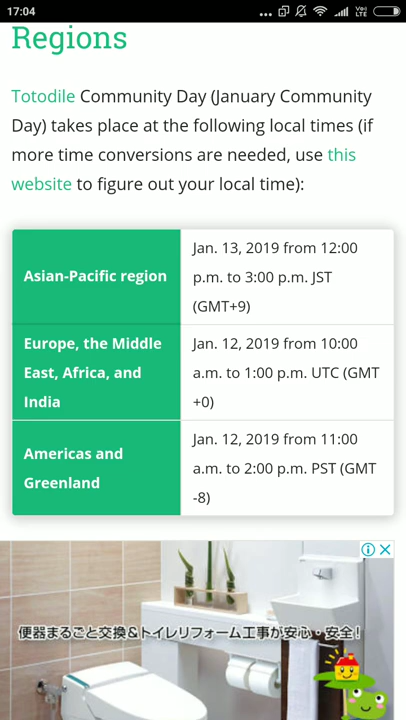 17:04
Vo) LTE
Regions
Totodile Community Day (January Community
Day) takes place at the following local times (if
more time conversions are needed, use this
website to figure out your local time):
Asian-Pacific region
Jan. 13, 2019 from 12:00
p.m. to 3:00 p.m. JST
(GMT+9)
Europe, the Middle
East, Africa, and
India
Jan. 12, 2019 from 10:00
a.m. to 1:00 p.m. UTC (GMT
+0)
Americas and
Greenland
Jan. 12, 2019 from 11:00
a.m. to 2:00 p.m. PST (GMT
-8)
便器まるごと交換&トイレリフォーム工事が安心・安全!